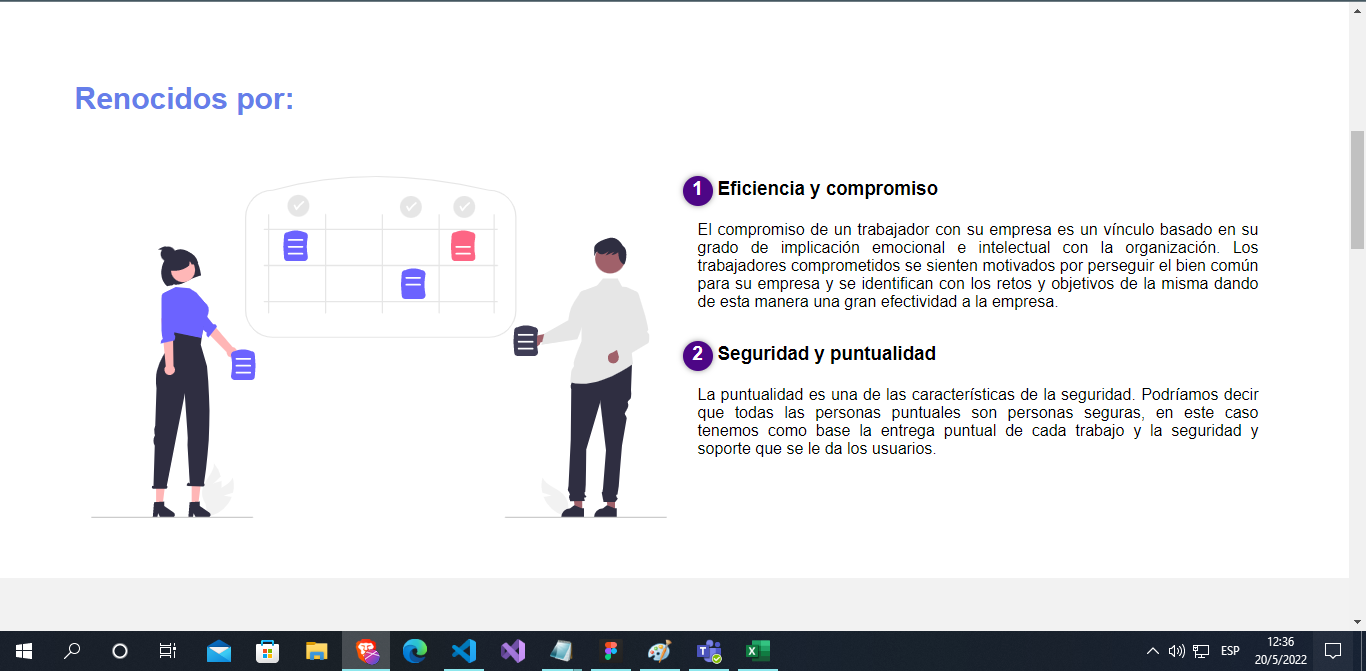 Renocidos por:
1 Eficiencia y compromiso
El compromiso de un trabajador con su empresa es un vínculo basado en su
grado de implicación emocional e intelectual con la organización. Los
trabajadores comprometidos se sienten motivados por perseguir el bien común
para su empresa y se identifican con los retos y objetivos de la misma dando
de esta manera una gran efectividad a la empresa.
2 Seguridad y puntualidad
La puntualidad es una de las características de la seguridad. Podríamos decir
que todas las personas puntuales son personas seguras, en este caso
tenemos como base la entrega puntual de cada trabajo y la seguridad y
soporte que se le da los usuarios.
ESP
12:36
20/5/2022